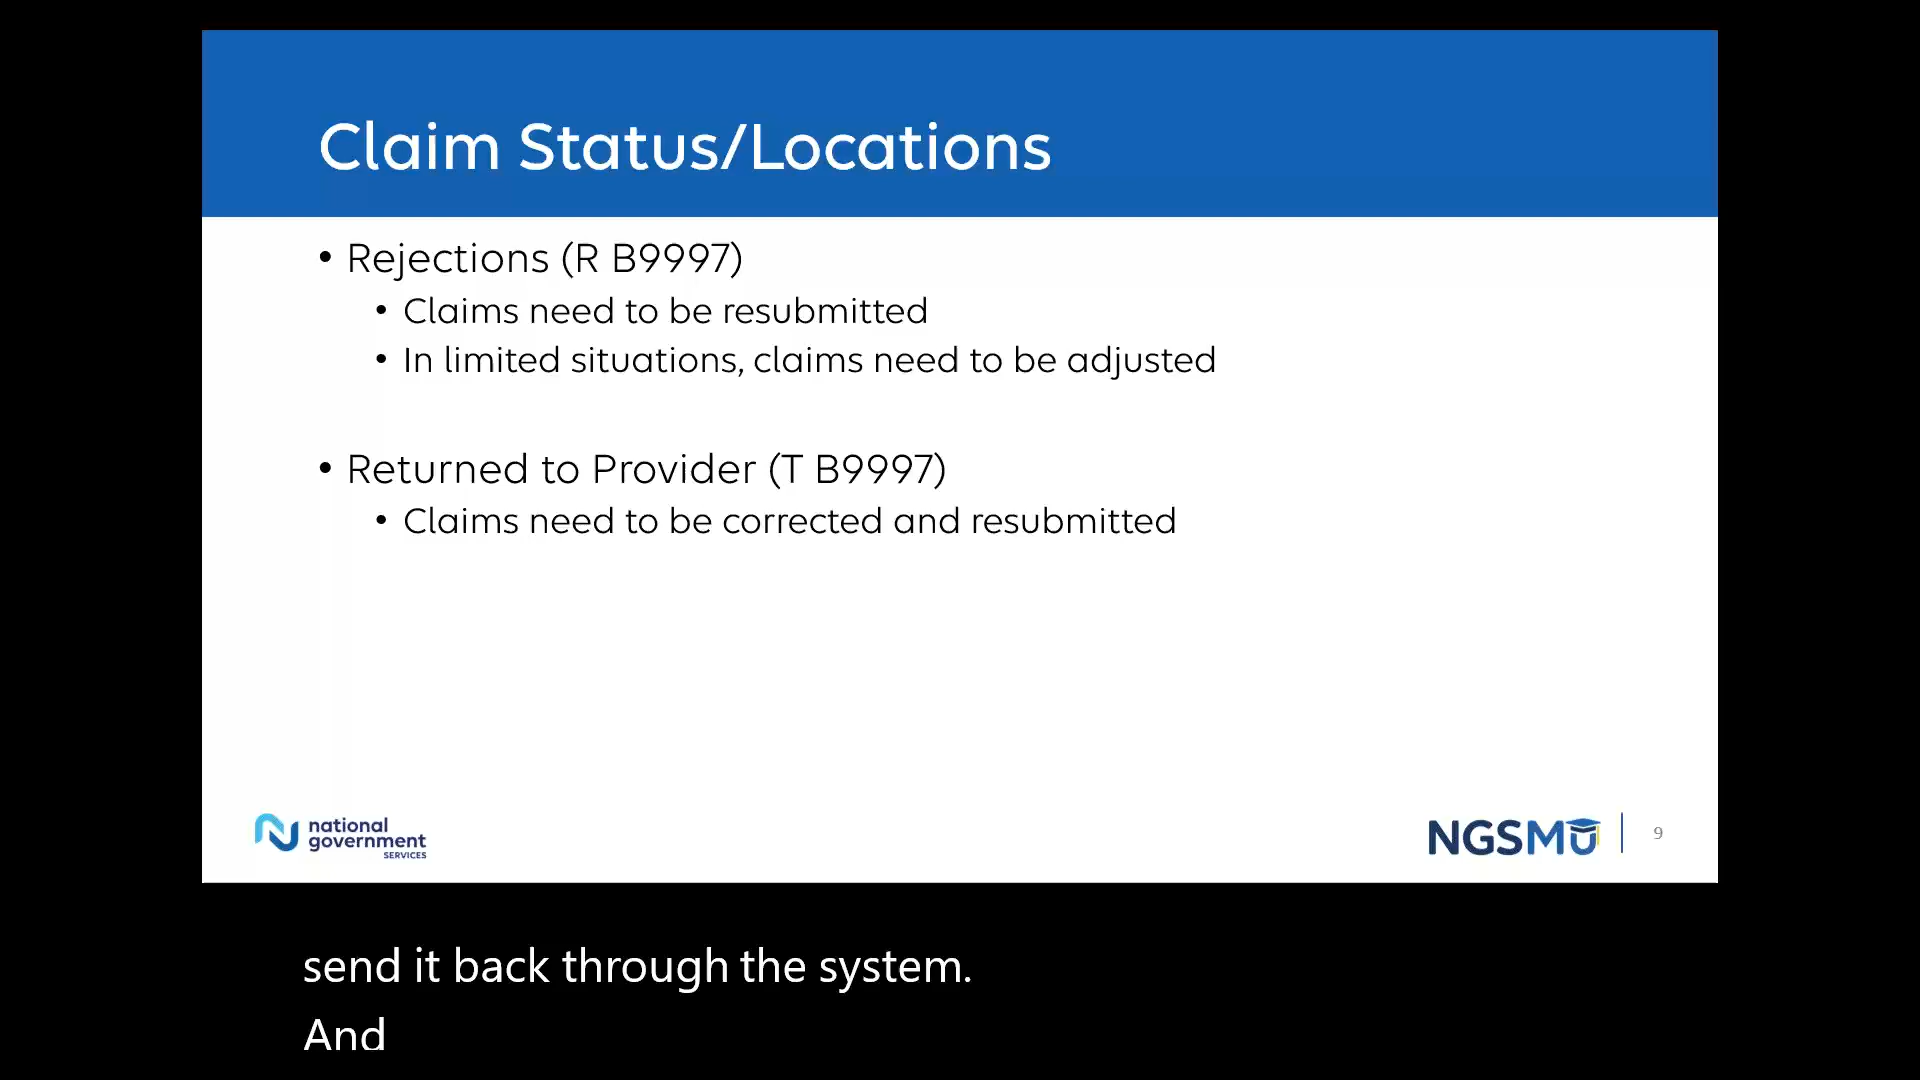 Claim Status/Locations
• Rejections (R B9997)
• Claims need to be resubmitted
• In limited situations, claims need to be adjusted
• Returned to Provider (T B9997)
• Claims need to be corrected and resubmitted
national
government
SERVICES
NGSMU
9
send it back through the system.
And